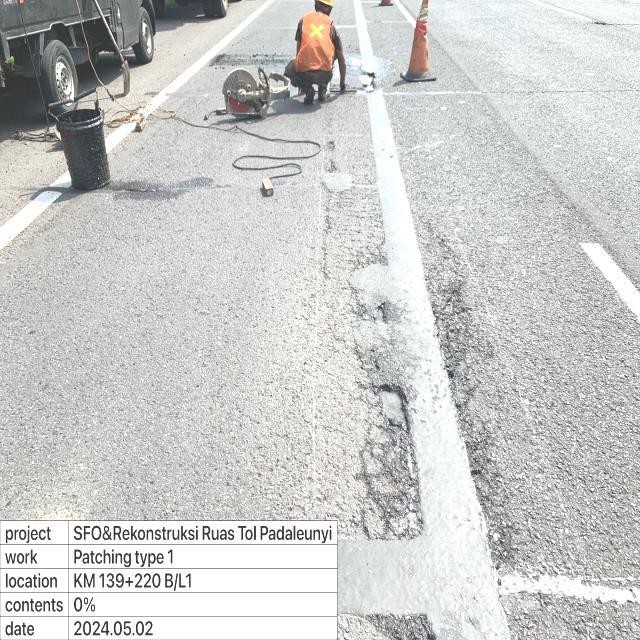 project SFO&Rekonstruksi Ruas Tol Padaleunyi
work Patching type 1
location KM 139+220 B/L1
contents 0%
date 2024.05.02